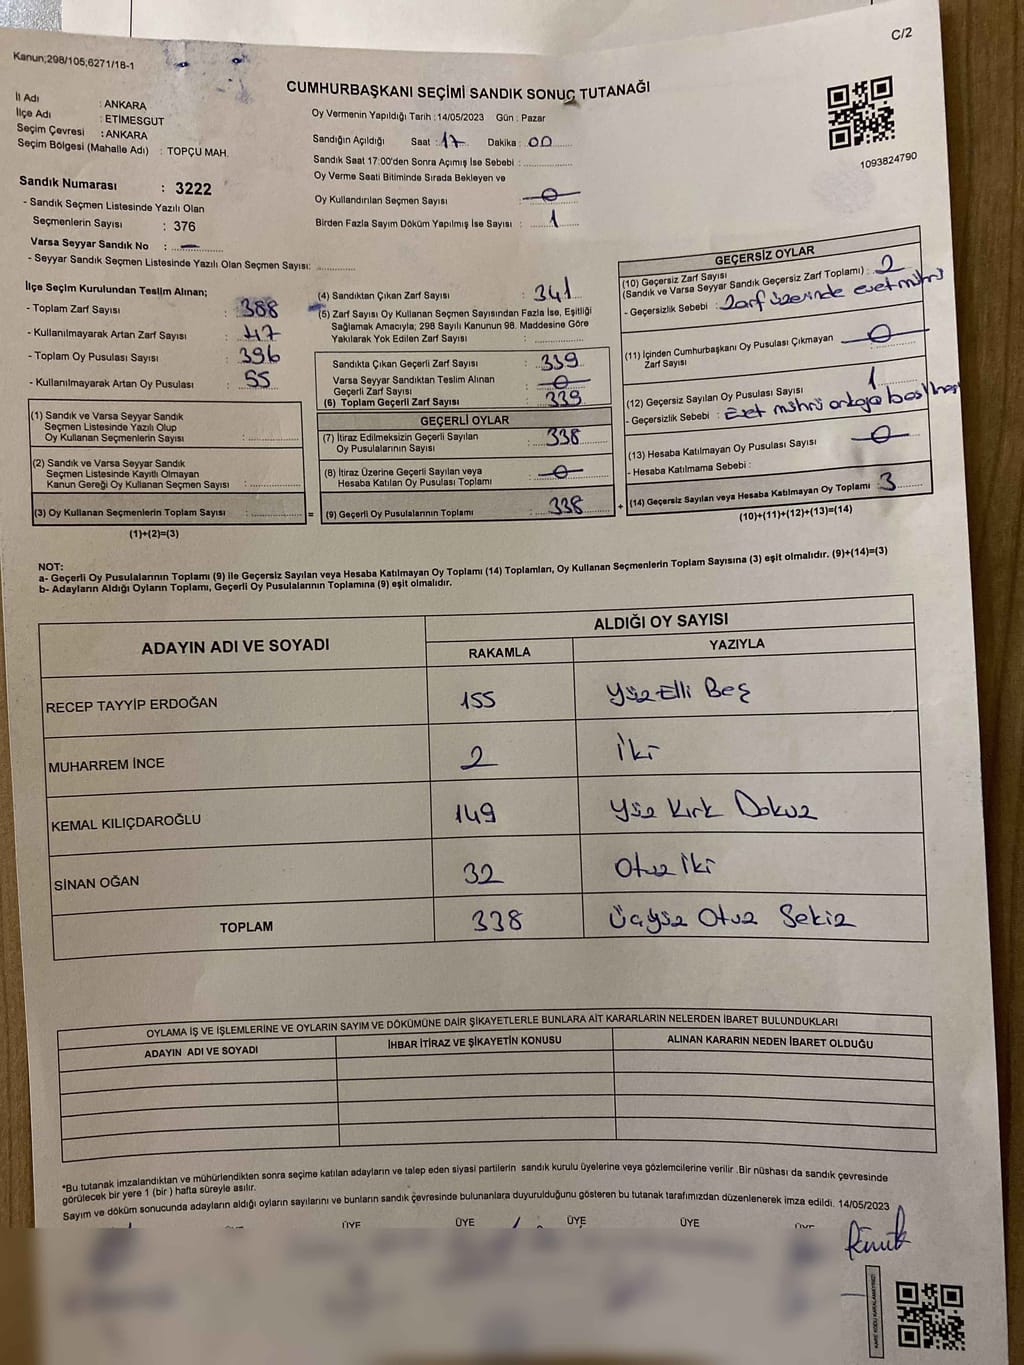 C/2
Kanun;298/105;6271/18-1
CUMHURBAŞKANI SEÇİMİ SANDIK SONUÇ TUTANAĞI
İl Adı : ANKARA
İlçe Adı : ETİMESGUT
Seçim Çevresi : ANKARA
Seçim Bölgesi (Mahalle Adı) : TOPÇU MAH.
Sandık Numarası : 3222
- Sandık Seçmen Listesinde Yazılı Olan
Seçmenlerin Sayısı : 376
Varsa Seyyar Sandık No : —
- Seyyar Sandık Seçmen Listesinde Yazılı Olan Seçmen Sayısı: ............
Oy Vermenin Yapıldığı Tarih : 14/05/2023 Gün : Pazar
Sandığın Açıldığı Saat : 17 Dakika : 00
Sandık Saat 17:00'den Sonra Açımış İse Sebebi : ............
Oy Verme Saati Bitiminde Sırada Bekleyen ve
Oy Kullandırılan Seçmen Sayısı : 0
Birden Fazla Sayım Döküm Yapılmış İse Sayısı : 1
1093824790
İlçe Seçim Kurulundan Teslim Alınan;
- Toplam Zarf Sayısı : 388
- Kullanılmayarak Artan Zarf Sayısı : 47
- Toplam Oy Pusulası Sayısı : 396
- Kullanılmayarak Artan Oy Pusulası : 55
(1) Sandık ve Varsa Seyyar Sandık
Seçmen Listesinde Yazılı Olup
Oy Kullanan Seçmenlerin Sayısı : ............
(2) Sandık ve Varsa Seyyar Sandık
Seçmen Listesinde Kayıtlı Olmayan
Kanun Gereği Oy Kullanan Seçmen Sayısı : ............
(3) Oy Kullanan Seçmenlerin Toplam Sayısı : ............ =
(1)+(2)=(3)
(4) Sandıktan Çıkan Zarf Sayısı : 341
(5) Zarf Sayısı Oy Kullanan Seçmen Sayısından Fazla İse, Eşitliği
Sağlamak Amacıyla; 298 Sayılı Kanunun 98. Maddesine Göre
Yakılarak Yok Edilen Zarf Sayısı : ............
Sandıkta Çıkan Geçerli Zarf Sayısı : 339
Varsa Seyyar Sandıktan Teslim Alınan
Geçerli Zarf Sayısı : 0
(6) Toplam Geçerli Zarf Sayısı : 339
GEÇERLİ OYLAR
(7) İtiraz Edilmeksizin Geçerli Sayılan
Oy Pusulalarının Sayısı : 338
(8) İtiraz Üzerine Geçerli Sayılan veya
Hesaba Katılan Oy Pusulası Toplamı : 0
(9) Geçerli Oy Pusulalarının Toplamı : 338 +
GEÇERSİZ OYLAR
(10) Geçersiz Zarf Sayısı
(Sandık ve Varsa Seyyar Sandık Geçersiz Zarf Toplamı) : 2
- Geçersizlik Sebebi : Zarf üzerinde evet mührü
(11) İçinden Cumhurbaşkanı Oy Pusulası Çıkmayan
Zarf Sayısı : 0
(12) Geçersiz Sayılan Oy Pusulası Sayısı : 1
- Geçersizlik Sebebi : Evet mührü ortaya
(13) Hesaba Katılmayan Oy Pusulası Sayısı : 0
- Hesaba Katılmama Sebebi :
(14) Geçersiz Sayılan veya Hesaba Katılmayan Oy Toplamı : 3
(10)+(11)+(12)+(13)=(14)
NOT:
a- Geçerli Oy Pusulalarının Toplamı (9) ile Geçersiz Sayılan veya Hesaba Katılmayan Oy Toplamı (14) Toplamları, Oy Kullanan Seçmenlerin Toplam Sayısına (3) eşit olmalıdır. (9)+(14)=(3)
b- Adayların Aldığı Oyların Toplamı, Geçerli Oy Pusulalarının Toplamına (9) eşit olmalıdır.
ADAYIN ADI VE SOYADI
ALDIĞI OY SAYISI
RAKAMLA YAZIYLA
RECEP TAYYİP ERDOĞAN 155 Yüz Elli Beş
MUHARREM İNCE 2 İki
KEMAL KILIÇDAROĞLU 149 Yüz Kırk Dokuz
SİNAN OĞAN 32 Otuz İki
TOPLAM 338 Üçyüz Otuz Sekiz
OYLAMA İŞ VE İŞLEMLERİNE VE OYLARIN SAYIM VE DÖKÜMÜNE DAİR ŞİKAYETLERLE BUNLARA AİT KARARLARIN NELERDEN İBARET BULUNDUKLARI
ADAYIN ADI VE SOYADI İHBAR İTİRAZ VE ŞİKAYETİN KONUSU ALINAN KARARIN NEDEN İBARET OLDUĞU
*Bu tutanak imzalandıktan ve mühürlendikten sonra seçime katılan adayların ve talep eden siyasi partilerin sandık kurulu üyelerine veya gözlemcilerine verilir .Bir nüshası da sandık çevresinde
görülecek bir yere 1 (bir ) hafta süreyle asılır.
Sayım ve döküm sonucunda adayların aldığı oyların sayılarını ve bunların sandık çevresinde bulunanlara duyurulduğunu gösteren bu tutanak tarafımızdan düzenlenerek imza edildi. 14/05/2023
ÜYE ÜYE ÜYE ÜYE
KARE KODU KARALAMAYINIZ!